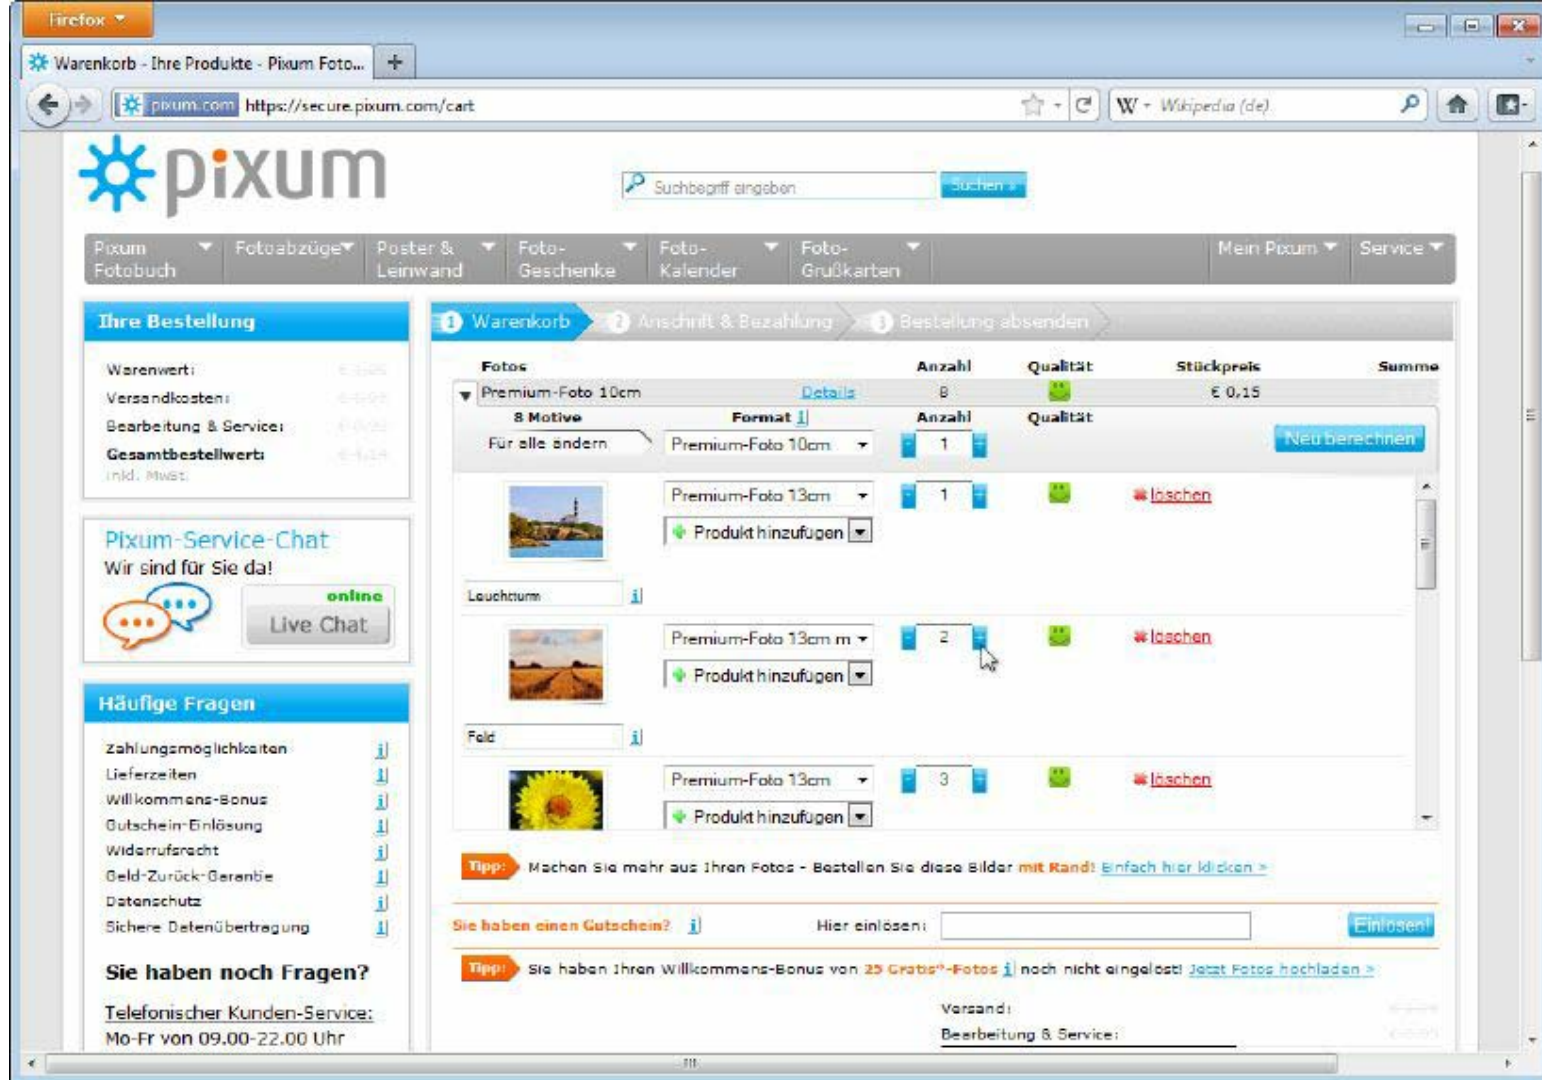 Firefox
Warenkorb - Ihre Produkte - Pixum Foto...
pixum.com https://secure.pixum.com/cart
W - Wikipedia (de)
pixum
Suchbegriff eingeben
Suchen »
Pixum Fotobuch
Fotoabzüge
Poster & Leinwand
Foto-Geschenke
Foto-Kalender
Foto-Grußkarten
Mein Pixum
Service
Ihre Bestellung
Warenwert:
Versandkosten:
Bearbeitung & Service:
Gesamtbestellwert:
inkl. Mwst.
Pixum-Service-Chat
Wir sind für Sie da!
online
Live Chat
Häufige Fragen
Zahlungsmöglichkeiten
Lieferzeiten
Willkommens-Bonus
Gutschein-Einlösung
Widerrufsrecht
Geld-Zurück-Garantie
Datenschutz
Sichere Datenübertragung
Sie haben noch Fragen?
Telefonischer Kunden-Service:
Mo-Fr von 09.00-22.00 Uhr
1 Warenkorb 2 Anschrift & Bezahlung 3 Bestellung absenden
Fotos Anzahl Qualität Stückpreis Summe
Premium-Foto 10cm Details 8 € 0,15
8 Motive Format Anzahl Qualität
Für alle ändern Premium-Foto 10cm - 1 + Neu berechnen
Premium-Foto 13cm - 1 + löschen
Produkt hinzufügen
Leuchtturm
Premium-Foto 13cm m - 2 + löschen
Produkt hinzufügen
Feld
Premium-Foto 13cm - 3 + löschen
Produkt hinzufügen
Tipp: Machen Sie mehr aus Ihren Fotos - Bestellen Sie diese Bilder mit Rand! Einfach hier klicken »
Sie haben einen Gutschein? Hier einlösen: Einlösen!
Tipp: Sie haben Ihren Willkommens-Bonus von 25 Gratis*-Fotos noch nicht eingelöst! Jetzt Fotos hochladen »
Versand:
Bearbeitung & Service: